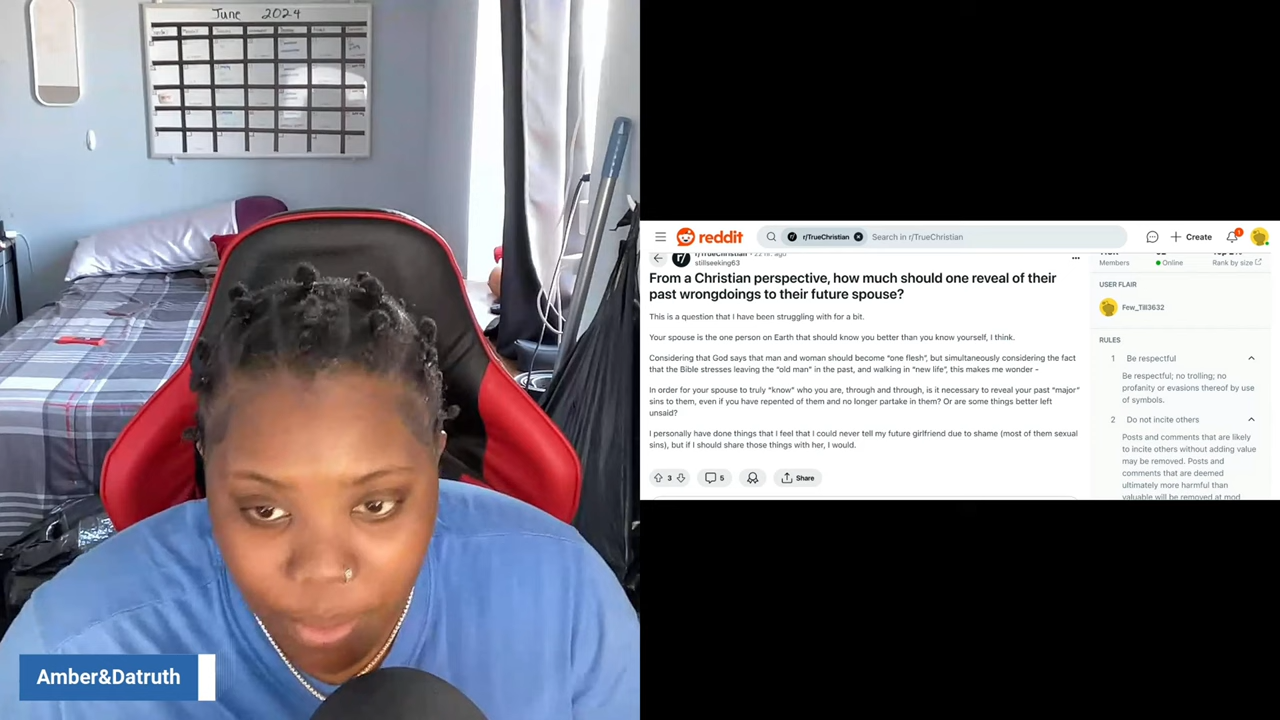 June 2024
Amber&Datruth
reddit
r/TrueChristian
Search in r/TrueChristian
Create
r/TrueChristian • 22 hr. ago
stillseeking63
From a Christian perspective, how much should one reveal of their
past wrongdoings to their future spouse?
This is a question that I have been struggling with for a bit.
Your spouse is the one person on Earth that should know you better than you know yourself, I think.
Considering that God says that man and woman should become “one flesh”, but simultaneously considering the fact
that the Bible stresses leaving the “old man” in the past, and walking in “new life”, this makes me wonder -
In order for your spouse to truly “know” who you are, through and through, is it necessary to reveal your past “major”
sins to them, even if you have repented of them and no longer partake in them? Or are some things better left
unsaid?
I personally have done things that I feel that I could never tell my future girlfriend due to shame (most of them sexual
sins), but if I should share those things with her, I would.
3
5
Share
Members
Online
Rank by size
USER FLAIR
Few_Till3632
RULES
1 Be respectful
Be respectful; no trolling; no
profanity or evasions thereof by use
of symbols.
2 Do not incite others
Posts and comments that are likely
to incite others without adding value
may be removed. Posts and
comments that are deemed
ultimately more harmful than
valuable will be removed at mod